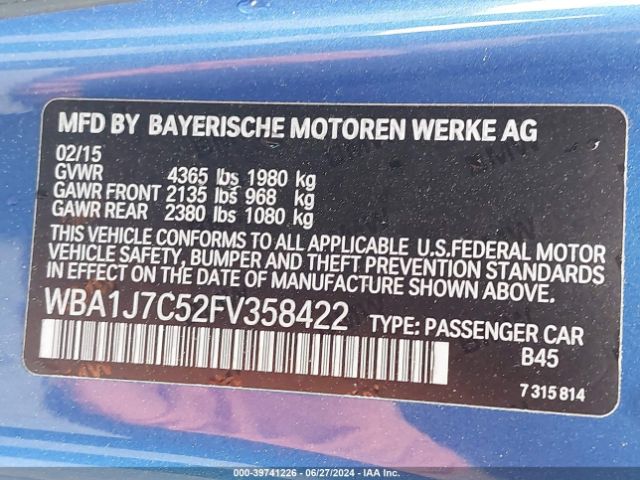 MFD BY BAYERISCHE MOTOREN WERKE AG
02/15
GVWR 4365 lbs 1980 kg
GAWR FRONT 2135 lbs 968 kg
GAWR REAR 2380 lbs 1080 kg
THIS VEHICLE CONFORMS TO ALL APPLICABLE U.S.FEDERAL MOTOR
VEHICLE SAFETY, BUMPER AND THEFT PREVENTION STANDARDS
IN EFFECT ON THE DATE OF MANUFACTURE SHOWN ABOVE.
WBA1J7C52FV358422 TYPE: PASSENGER CAR
B45
7 315 814
000-39741226 - 06/27/2024 - IAA Inc.